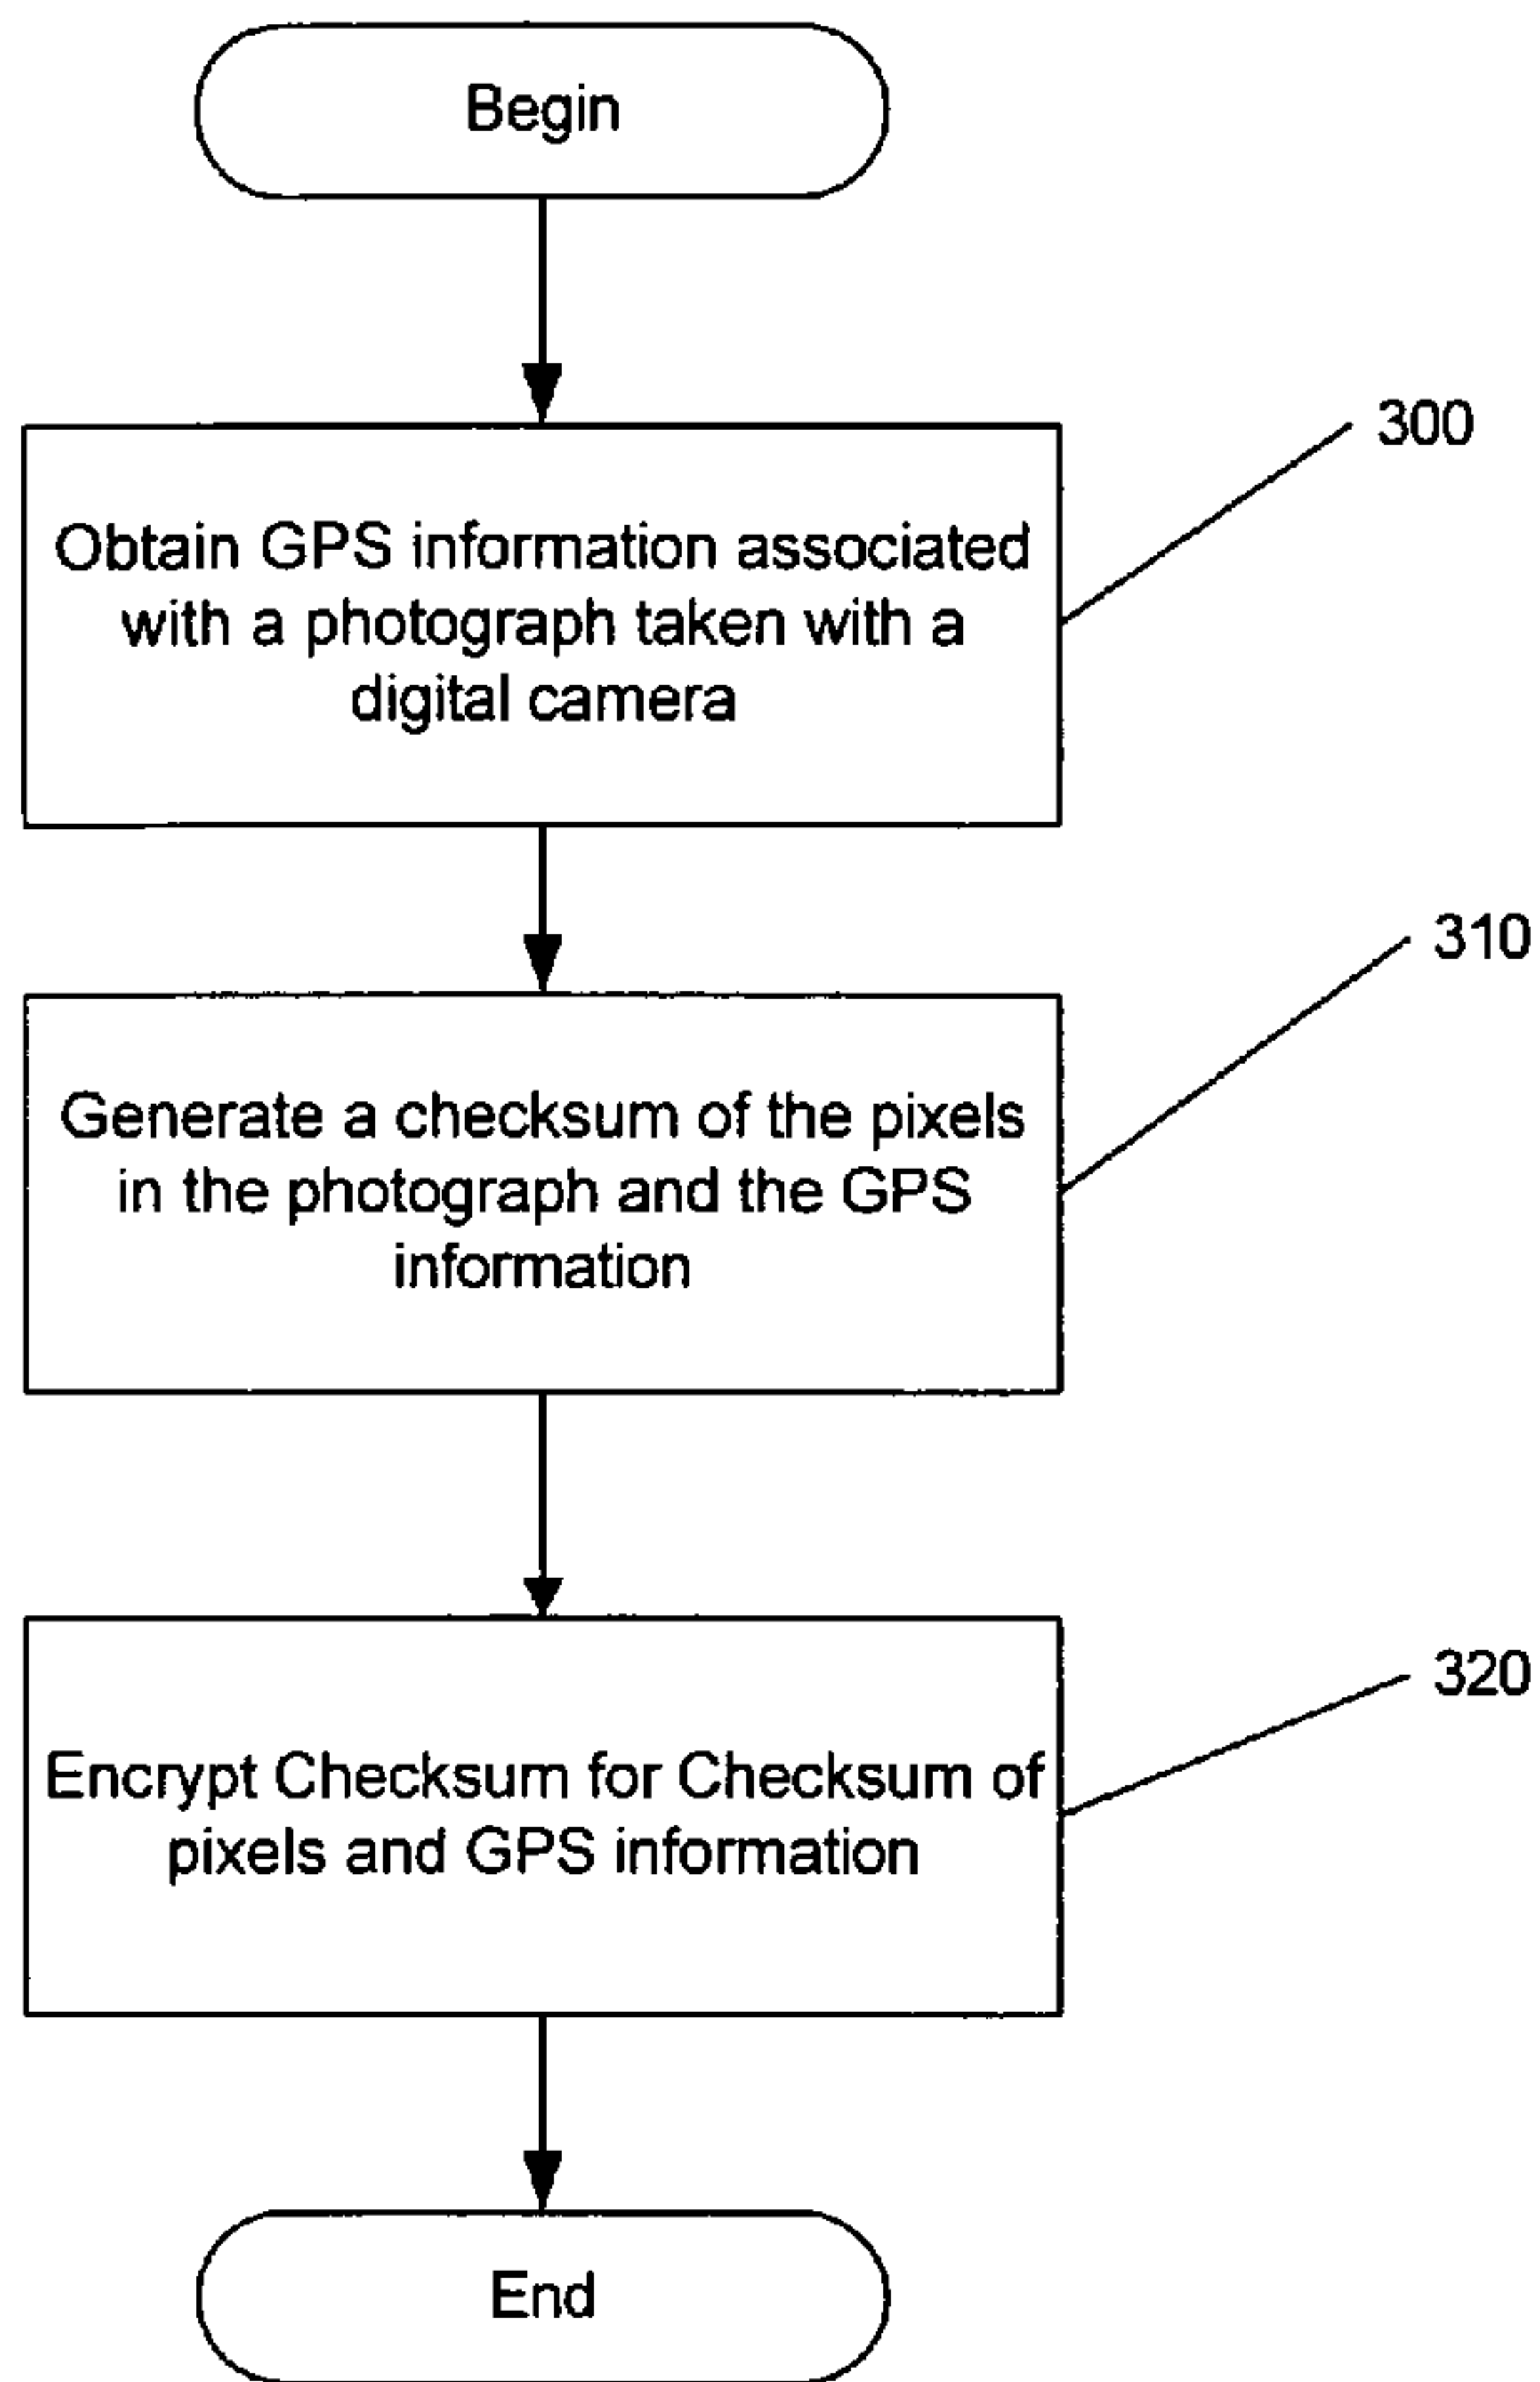 Begin
300
Obtain GPS information associated
with a photograph taken with a
digital camera
310
Generate a checksum of the pixels
in the photograph and the GPS
information
320
Encrypt Checksum for Checksum of
pixels and GPS information
End